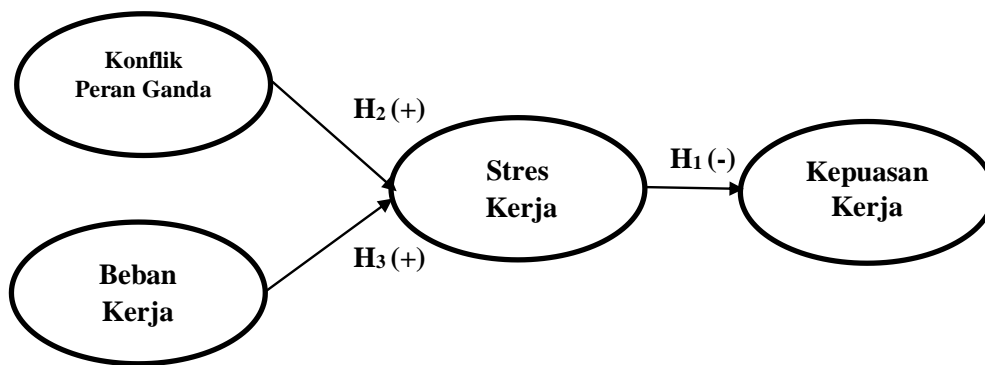 Konflik
Peran Ganda
H₂ (+)
Stres
Kerja
H₁ (-)
Kepuasan
Kerja
H₃ (+)
Beban
Kerja